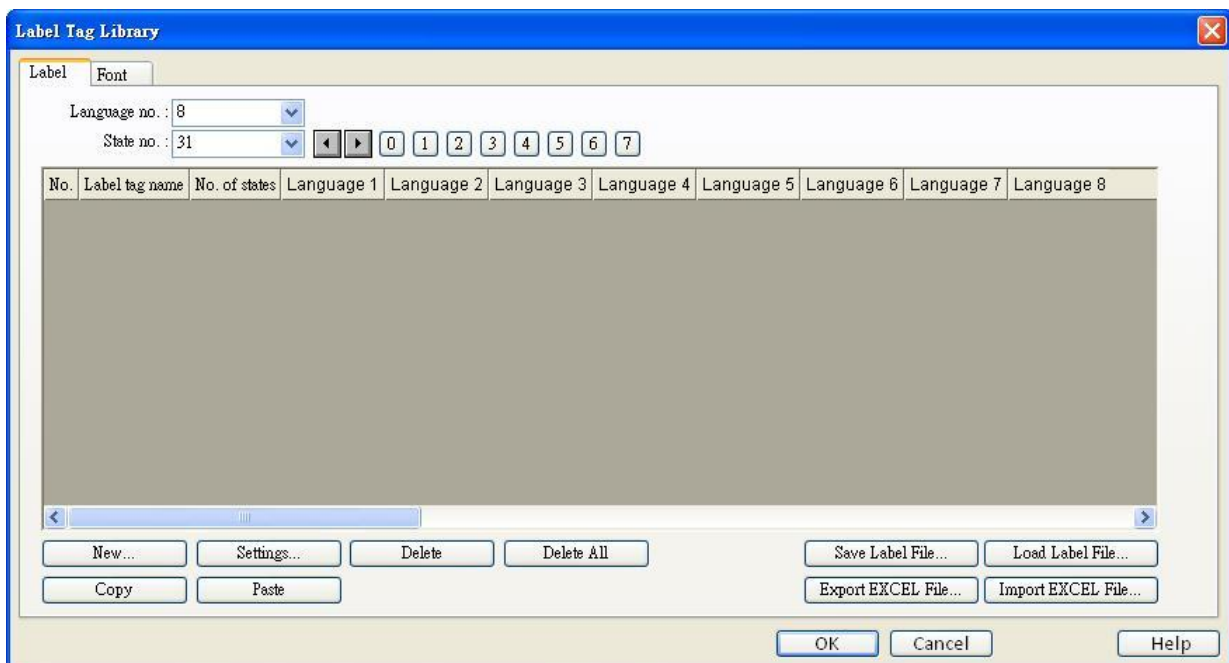 Label Tag Library
Label Font
Language no. : 8
State no. : 31 0 1 2 3 4 5 6 7
No. Label tag name No. of states Language 1 Language 2 Language 3 Language 4 Language 5 Language 6 Language 7 Language 8
New... Settings... Delete Delete All Save Label File... Load Label File...
Copy Paste Export EXCEL File... Import EXCEL File...
OK Cancel Help